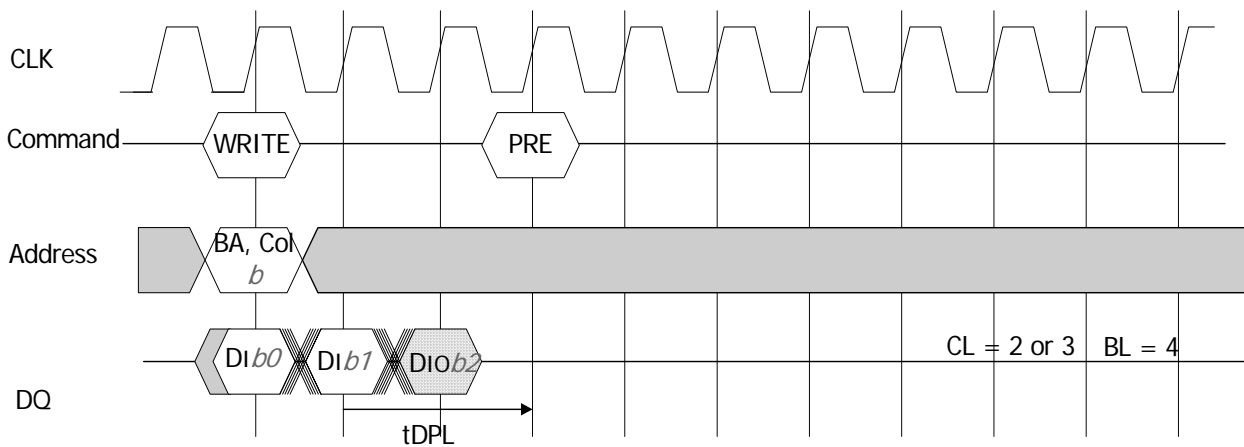 CLK
Command
WRITE
PRE
Address
BA, Col
b
DQ
DIb0
DIb1
DIOb2
CL = 2 or 3 BL = 4
tDPL